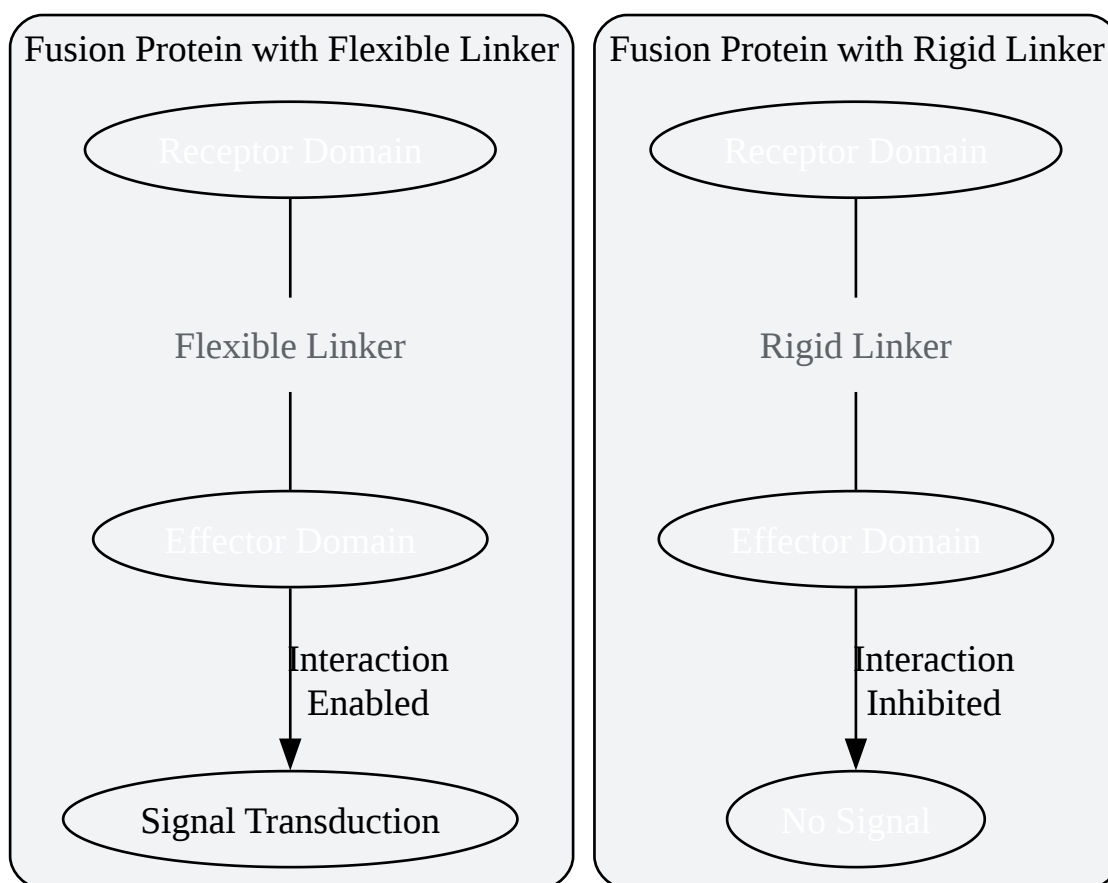 Fusion Protein with Flexible Linker
Receptor Domain
Flexible Linker
Effector Domain
Interaction
Enabled
Signal Transduction
Fusion Protein with Rigid Linker
Receptor Domain
Rigid Linker
Effector Domain
Interaction
Inhibited
No Signal